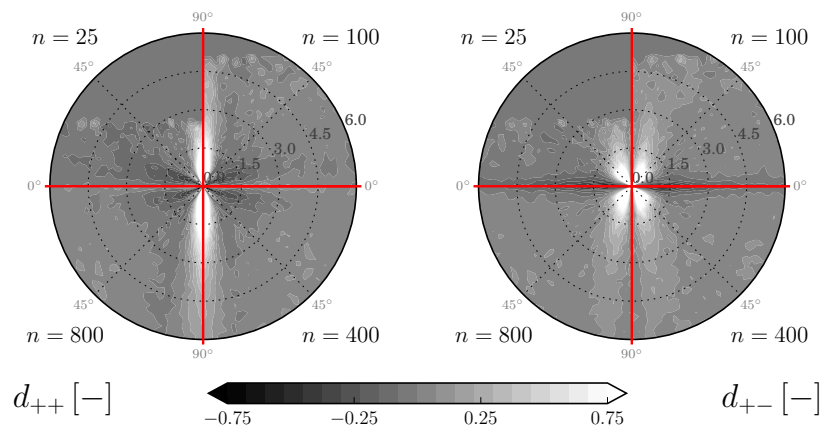 90° 90°
n = 25 n = 100 n = 25 n = 100
45° 45° 45° 45°
6.0 6.0
4.5 4.5
3.0 3.0
1.5 1.5
0.0 0.0
0° 0° 0° 0°
45° 45° 45° 45°
n = 800 n = 400 n = 800 n = 400
90° 90°
d₊₊ [−] d₊₋ [−]
−0.75 −0.25 0.25 0.75